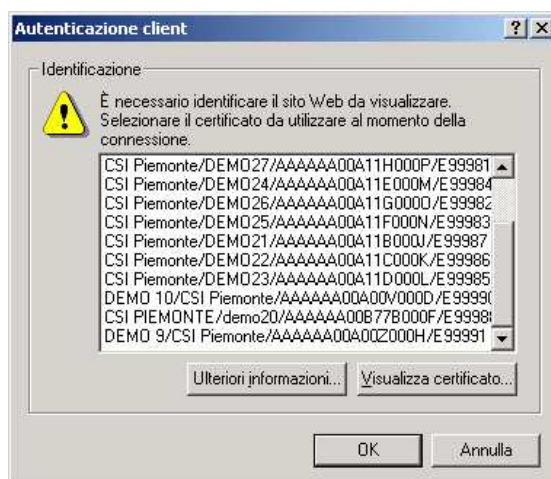 Autenticazione client
Identificazione
È necessario identificare il sito Web da visualizzare.
Selezionare il certificato da utilizzare al momento della
connessione.
CSI Piemonte/DEMO27/AAAAAA00A11H000P/E99981
CSI Piemonte/DEMO24/AAAAAA00A11E000M/E99984
CSI Piemonte/DEMO26/AAAAAA00A11G000O/E99982
CSI Piemonte/DEMO25/AAAAAA00A11F000N/E99983
CSI Piemonte/DEMO21/AAAAAA00A11B000J/E99987
CSI Piemonte/DEMO22/AAAAAA00A11C000K/E99986
CSI Piemonte/DEMO23/AAAAAA00A11D000L/E99985
DEMO 10/CSI Piemonte/AAAAAA00A00V000D/E9999
CSI PIEMONTE/demo20/AAAAAA00B77B000F/E9998
DEMO 9/CSI Piemonte/AAAAAA00A00Z000H/E99991
Ulteriori informazioni...
Visualizza certificato...
OK
Annulla